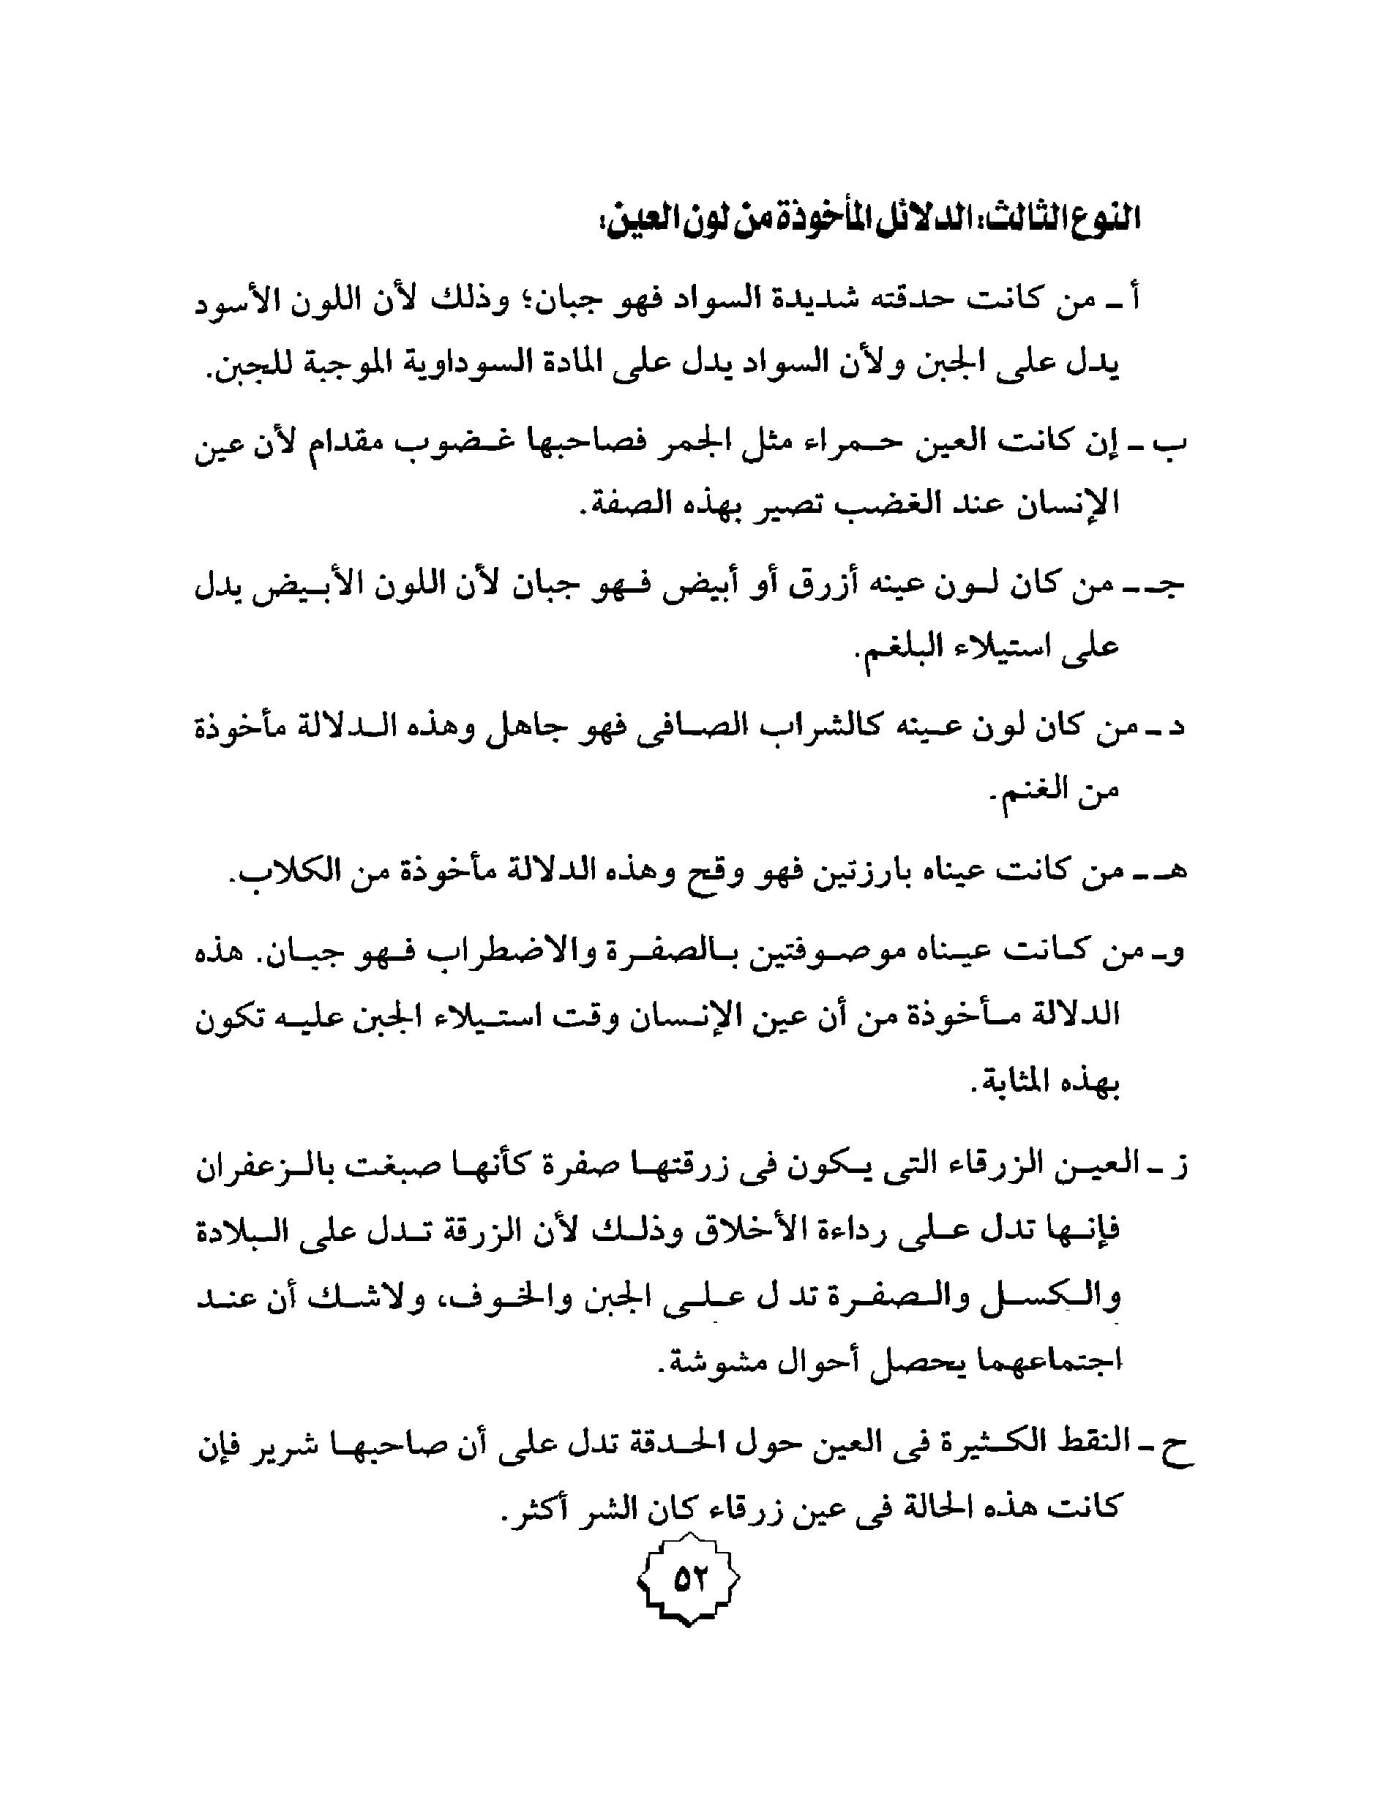 النوع الثالث: الدلائل المأخوذة من لون العين:
أ ـ من كانت حدقته شديدة السواد فهو جبان؛ وذلك لأن اللون الأسود
يدل على الجبن ولأن السواد يدل على المادة السوداوية الموجبة للجبن.
ب ـ إن كانت العين حمراء مثل الجمر فصاحبها غضوب مقدام لأن عين
الإنسان عند الغضب تصير بهذه الصفة.
جـ ـ من كان لون عينه أزرق أو أبيض فهو جبان لأن اللون الأبيض يدل
على استيلاء البلغم.
د ـ من كان لون عينه كالشراب الصافى فهو جاهل وهذه الدلالة مأخوذة
من الغنم.
هـ ـ من كانت عيناه بارزتين فهو وقح وهذه الدلالة مأخوذة من الكلاب.
و ـ من كانت عيناه موصوفتين بالصفرة والاضطراب فهو جبان. هذه
الدلالة مأخوذة من أن عين الإنسان وقت استيلاء الجبن عليه تكون
بهذه المثابة.
ز ـ العين الزرقاء التى يكون فى زرقتها صفرة كأنها صبغت بالزعفران
فإنها تدل على رداءة الأخلاق وذلك لأن الزرقة تدل على البلادة
والكسل والصفرة تد ل على الجبن والخوف، ولاشك أن عند
اجتماعهما يحصل أحوال مشوشة.
ح ـ النقط الكثيرة فى العين حول الحدقة تدل على أن صاحبها شرير فإن
كانت هذه الحالة فى عين زرقاء كان الشر أكثر.
٥٢